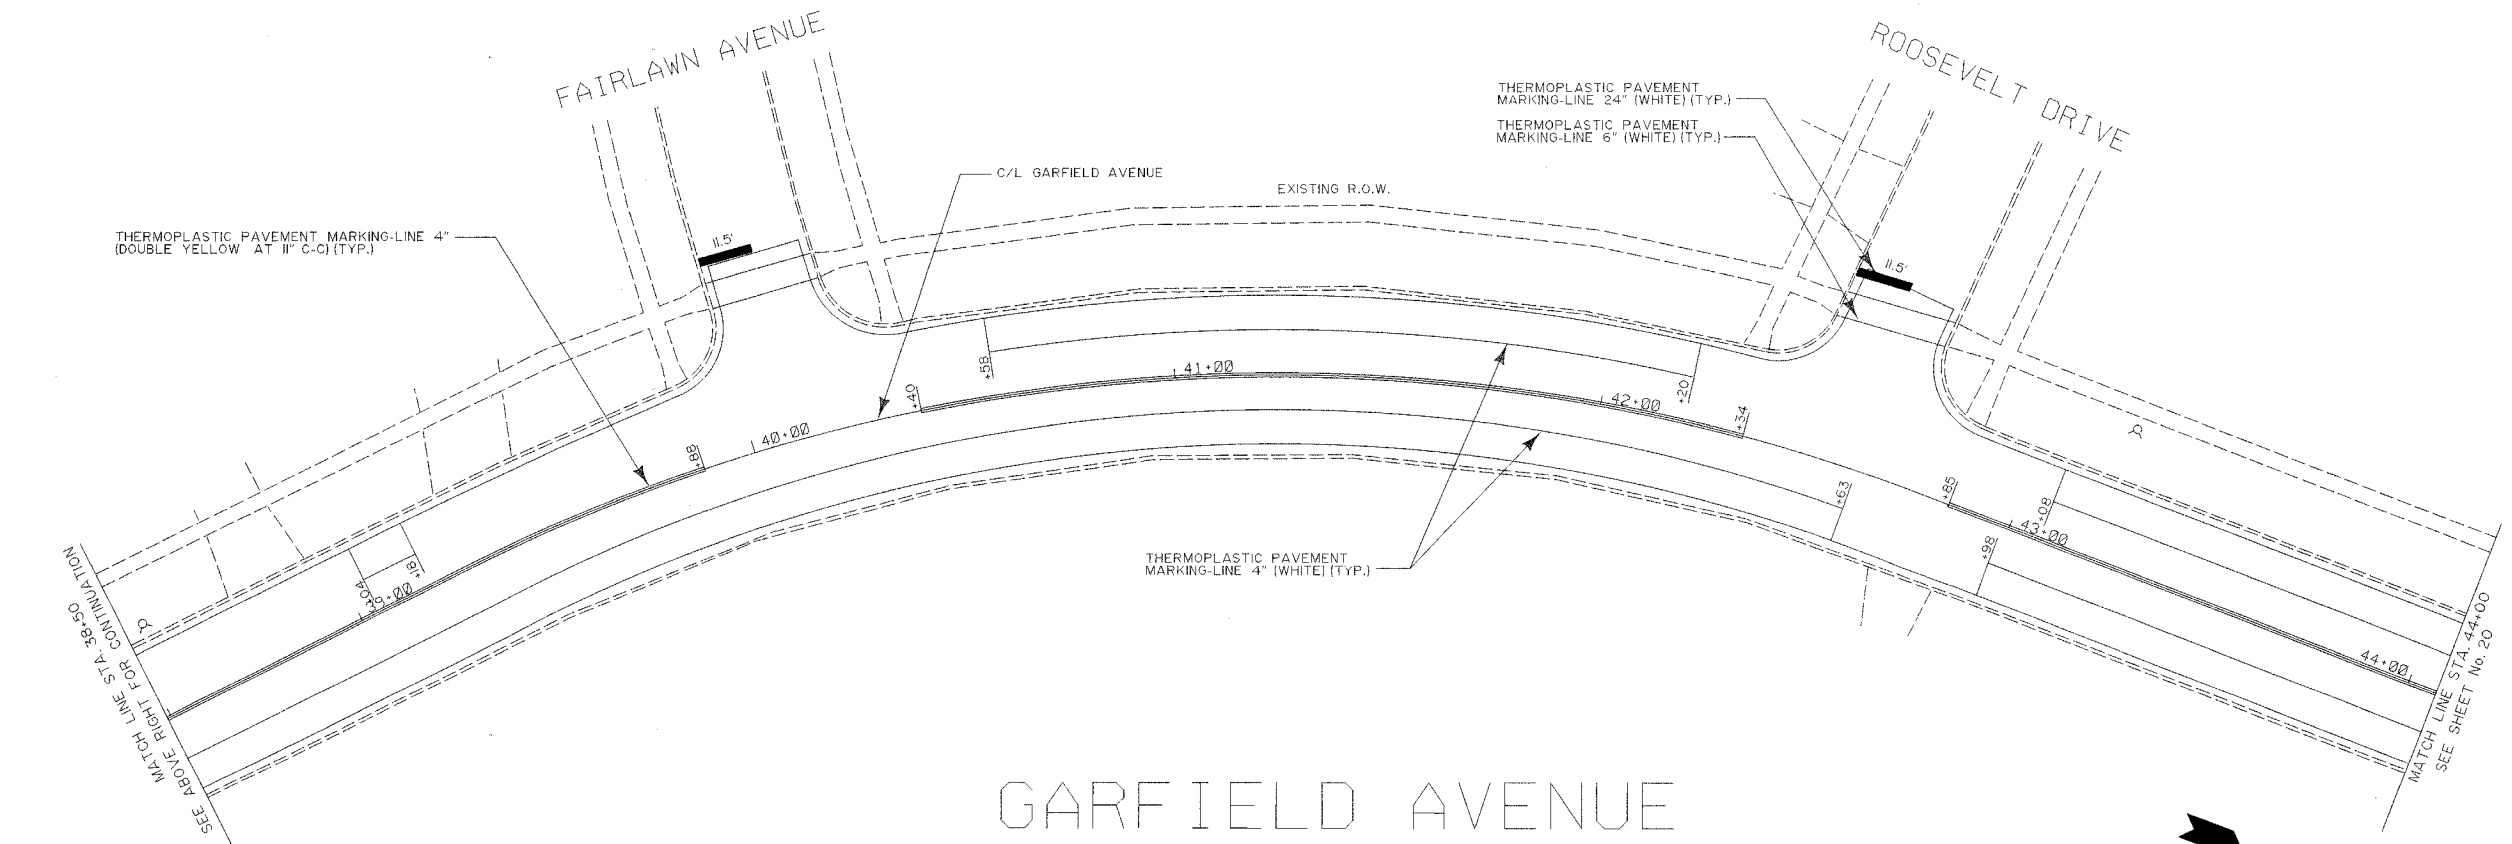 FAIRLAWN AVENUE
ROOSEVELT DRIVE
THERMOPLASTIC PAVEMENT
MARKING-LINE 24" (WHITE) (TYP.)
THERMOPLASTIC PAVEMENT
MARKING-LINE 6" (WHITE) (TYP.)
C/L GARFIELD AVENUE
EXISTING R.O.W.
THERMOPLASTIC PAVEMENT MARKING-LINE 4"
(DOUBLE YELLOW AT 11" C-C) (TYP.)
11.5'
11.5'
+58
41+00
+40
+20
42+00
+34
40+00
+88
+63
+85
+08
43+00
+98
THERMOPLASTIC PAVEMENT
MARKING-LINE 4" (WHITE) (TYP.)
+04
+18
39+00
44+00
MATCH LINE STA. 38+50
SEE ABOVE RIGHT FOR CONTINUATION
MATCH LINE STA. 44+00
SEE SHEET No. 20
GARFIELD AVENUE